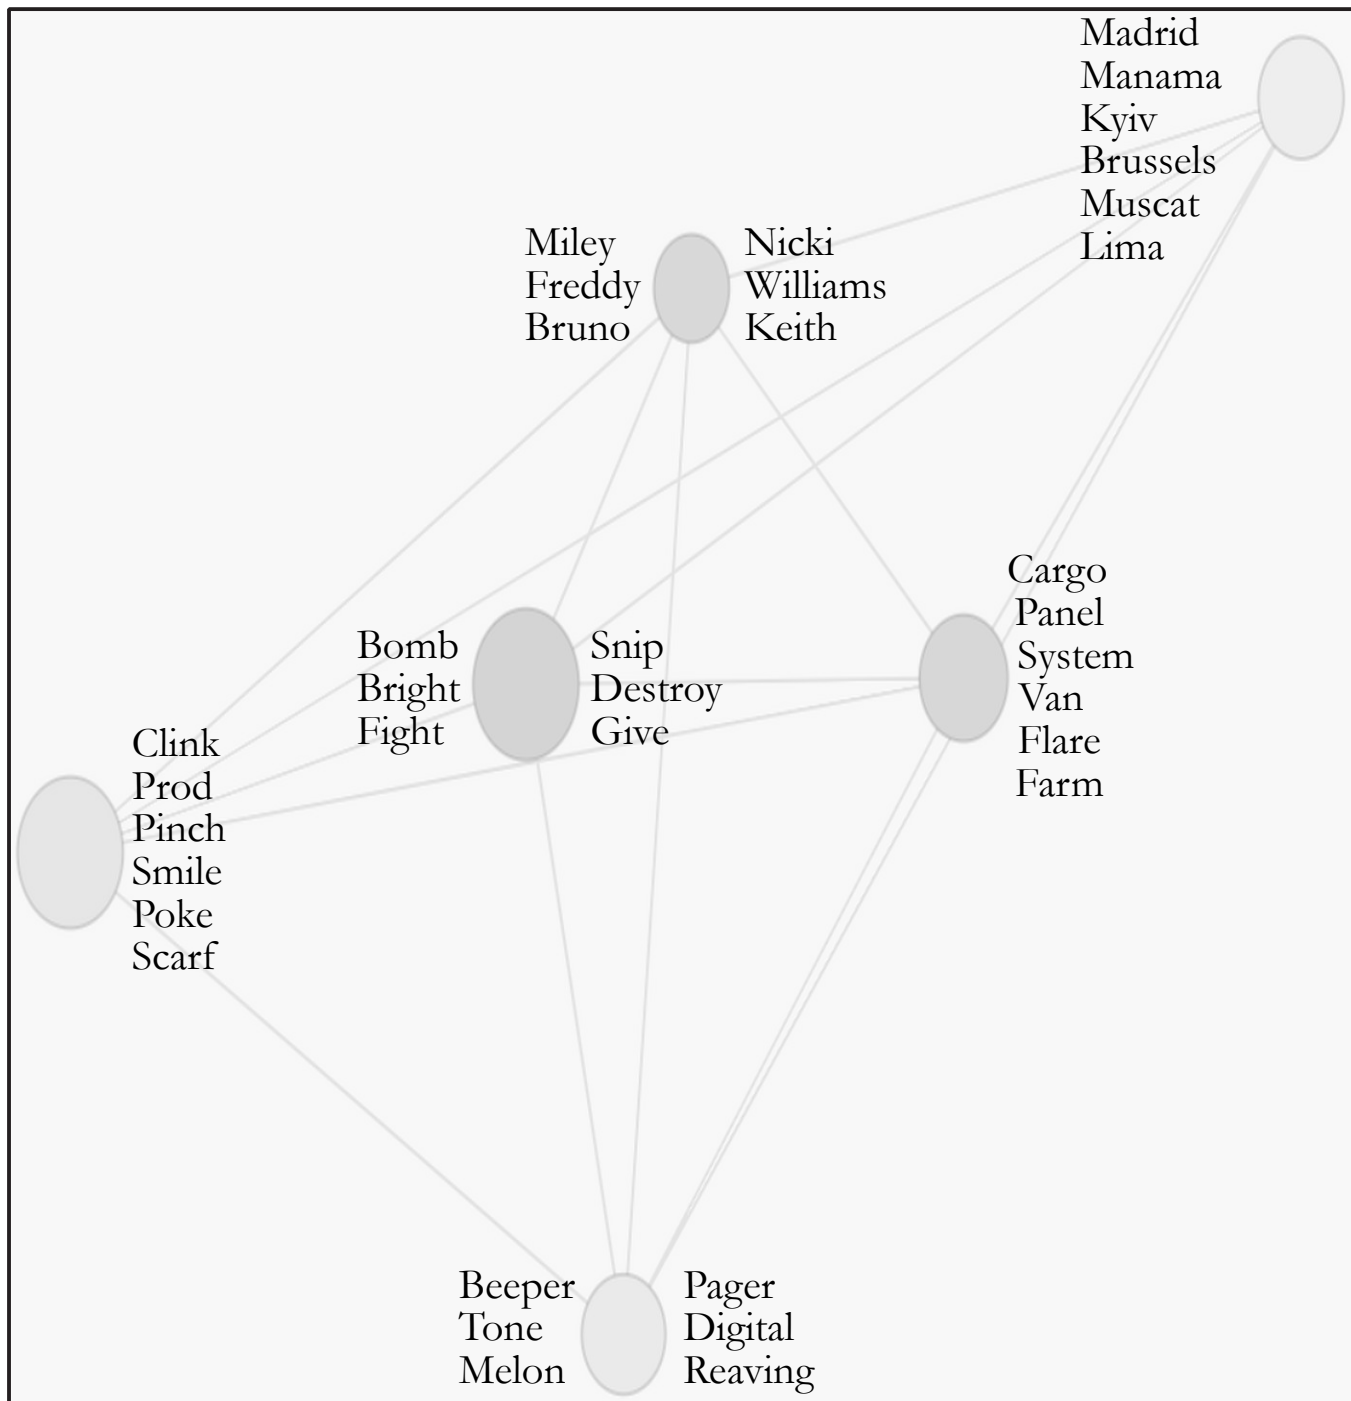 Madrid
Manama
Kyiv
Brussels
Muscat
Lima
Miley
Freddy
Bruno
Nicki
Williams
Keith
Cargo
Panel
System
Van
Flare
Farm
Bomb
Bright
Fight
Snip
Destroy
Give
Clink
Prod
Pinch
Smile
Poke
Scarf
Beeper
Tone
Melon
Pager
Digital
Reaving